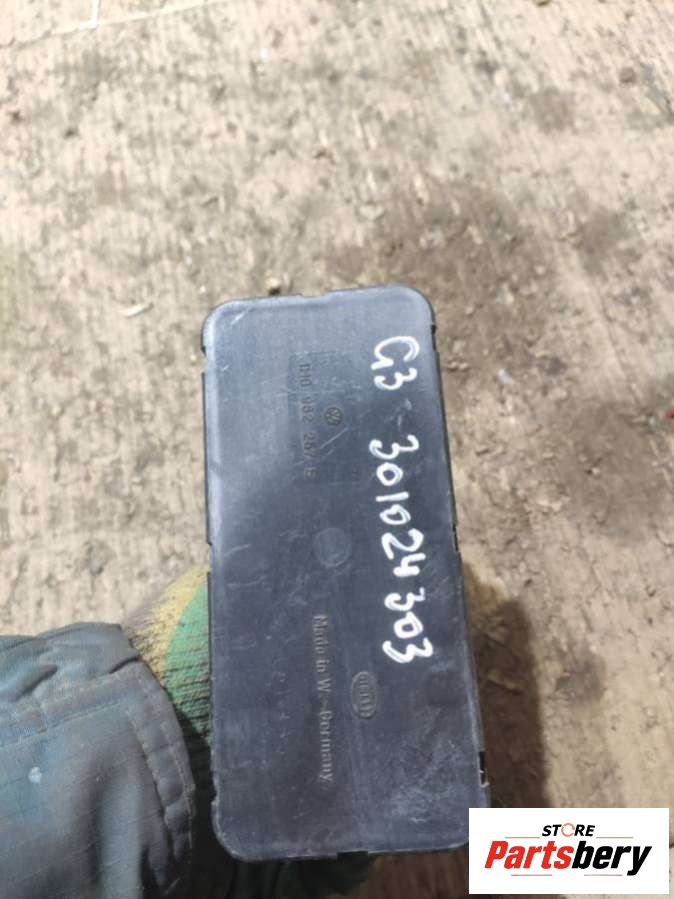 G3 - 301024303
Made in W.-Germany
STORE
Partsbery